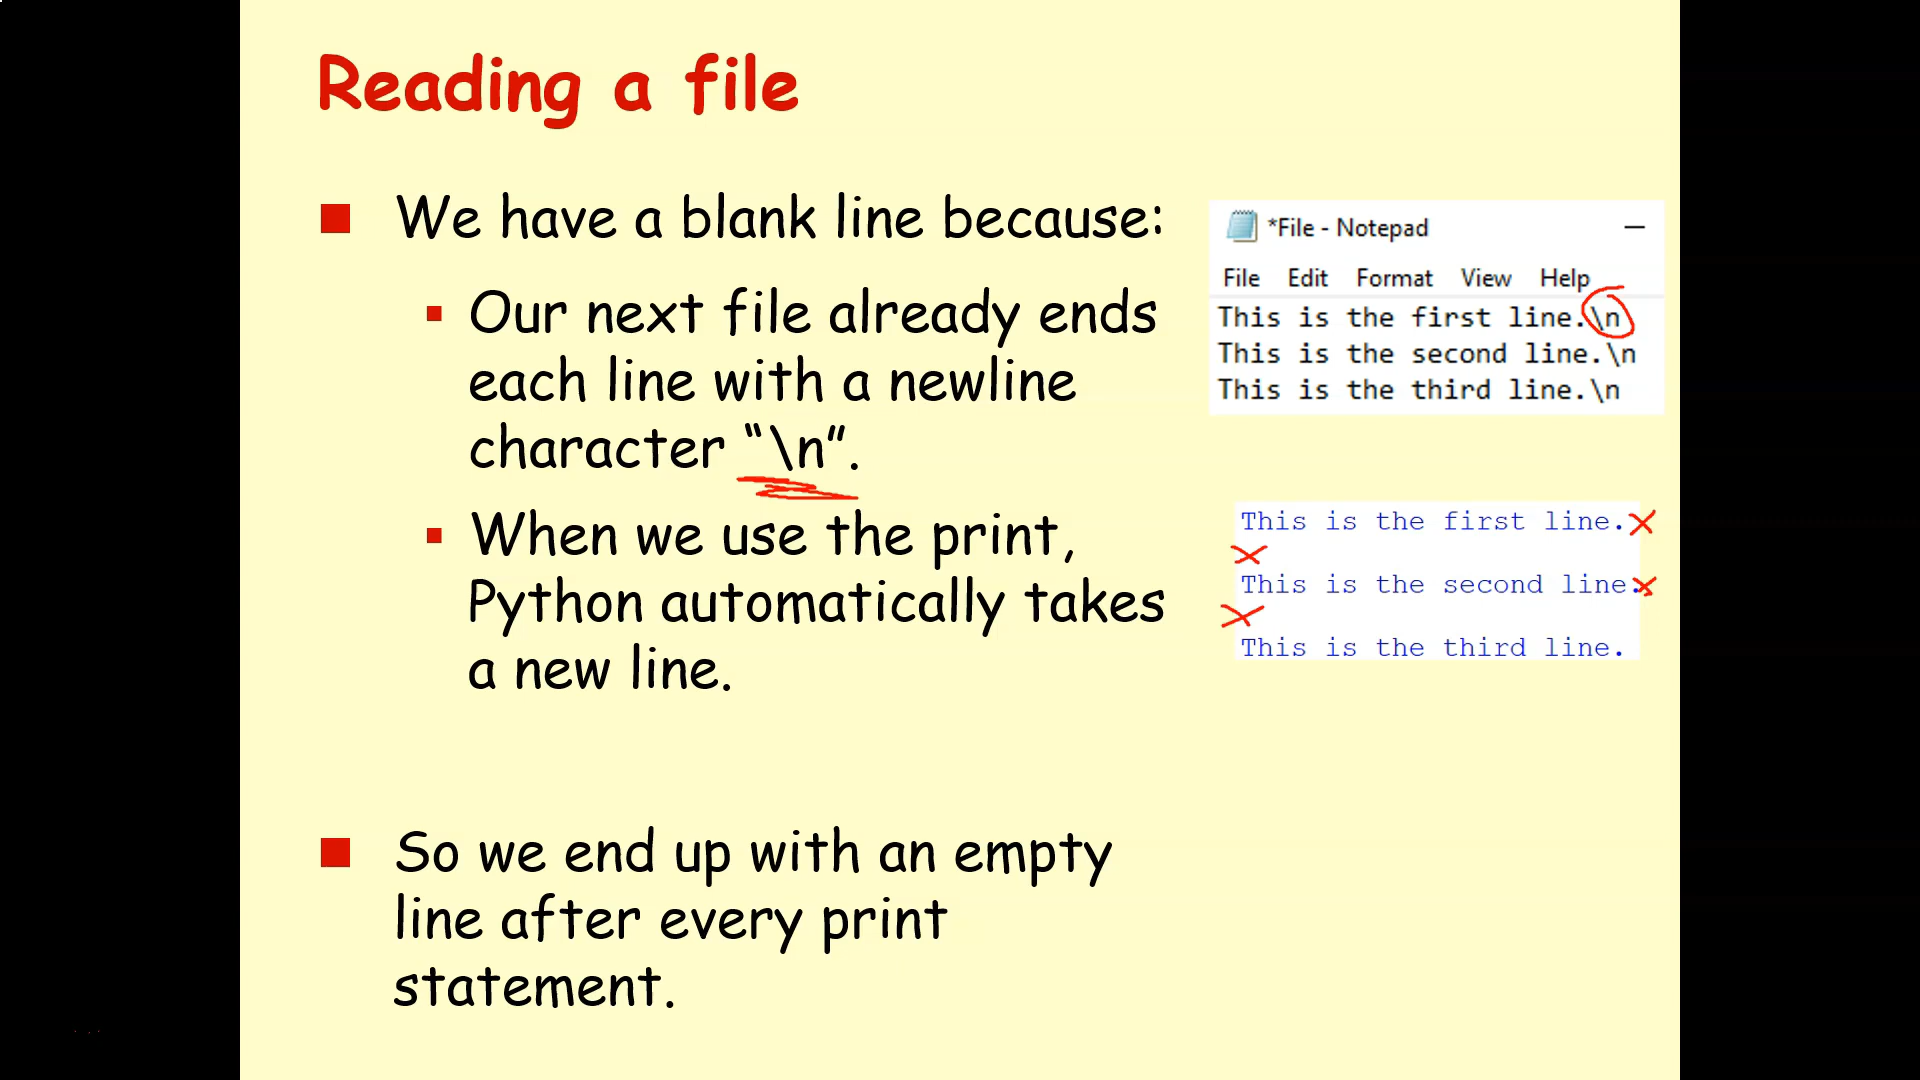 Reading a file
We have a blank line because:
Our next file already ends
each line with a newline
character “\n”.
When we use the print,
Python automatically takes
a new line.
So we end up with an empty
line after every print
statement.
*File - Notepad
File Edit Format View Help
This is the first line.\n
This is the second line.\n
This is the third line.\n
This is the first line.
This is the second line.
This is the third line.